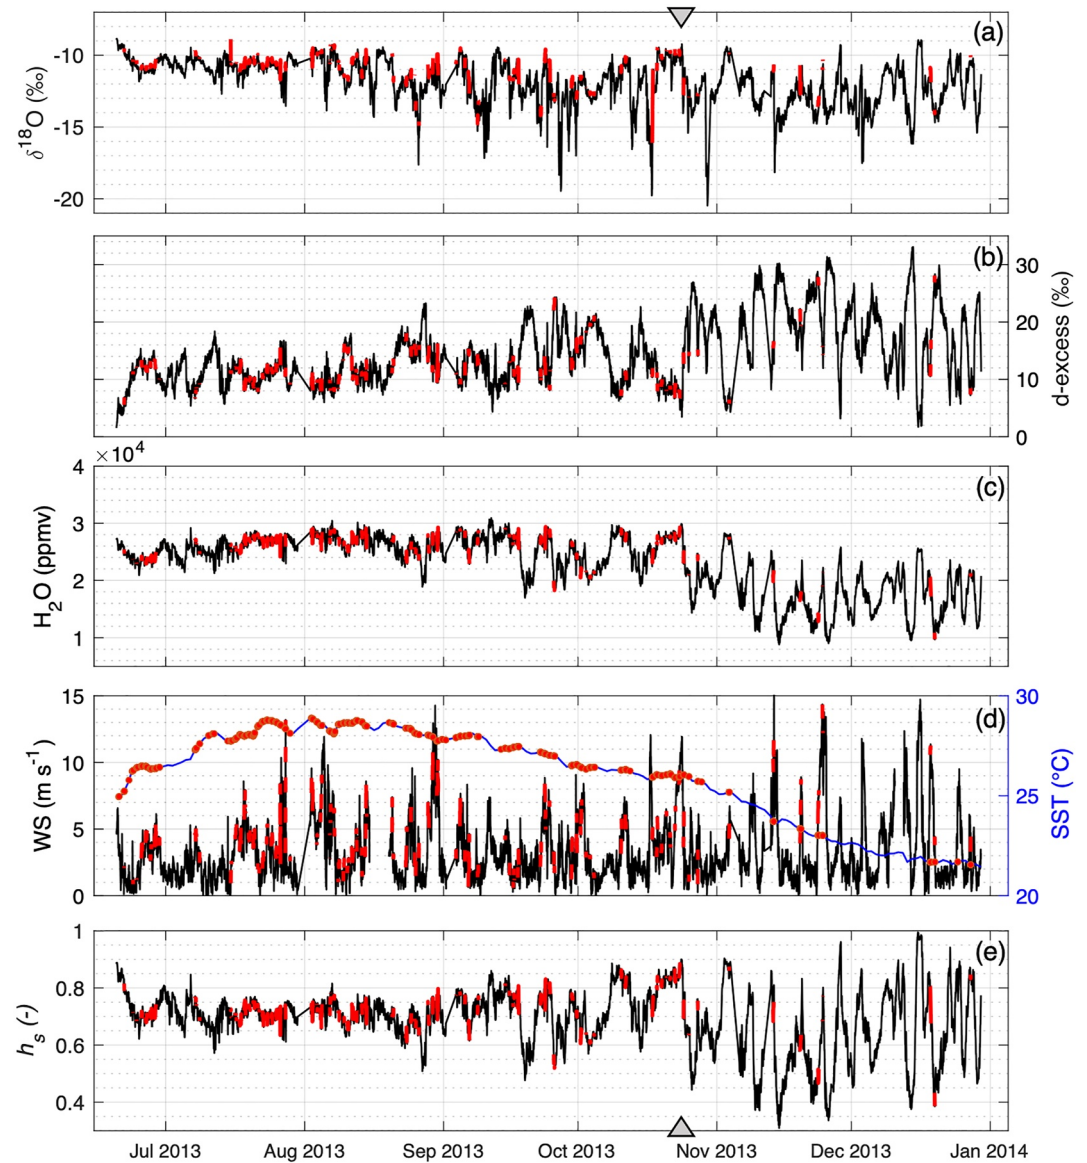 (a)
-10
-15
-20
δ¹⁸O (‰)
(b)
30
20
10
0
d-excess (‰)
×10⁴
(c)
4
3
2
1
H₂O (ppmv)
(d)
15
10
5
0
WS (m s⁻¹)
30
25
20
SST (°C)
(e)
1
0.8
0.6
0.4
hₛ (-)
Jul 2013 Aug 2013 Sep 2013 Oct 2013 Nov 2013 Dec 2013 Jan 2014